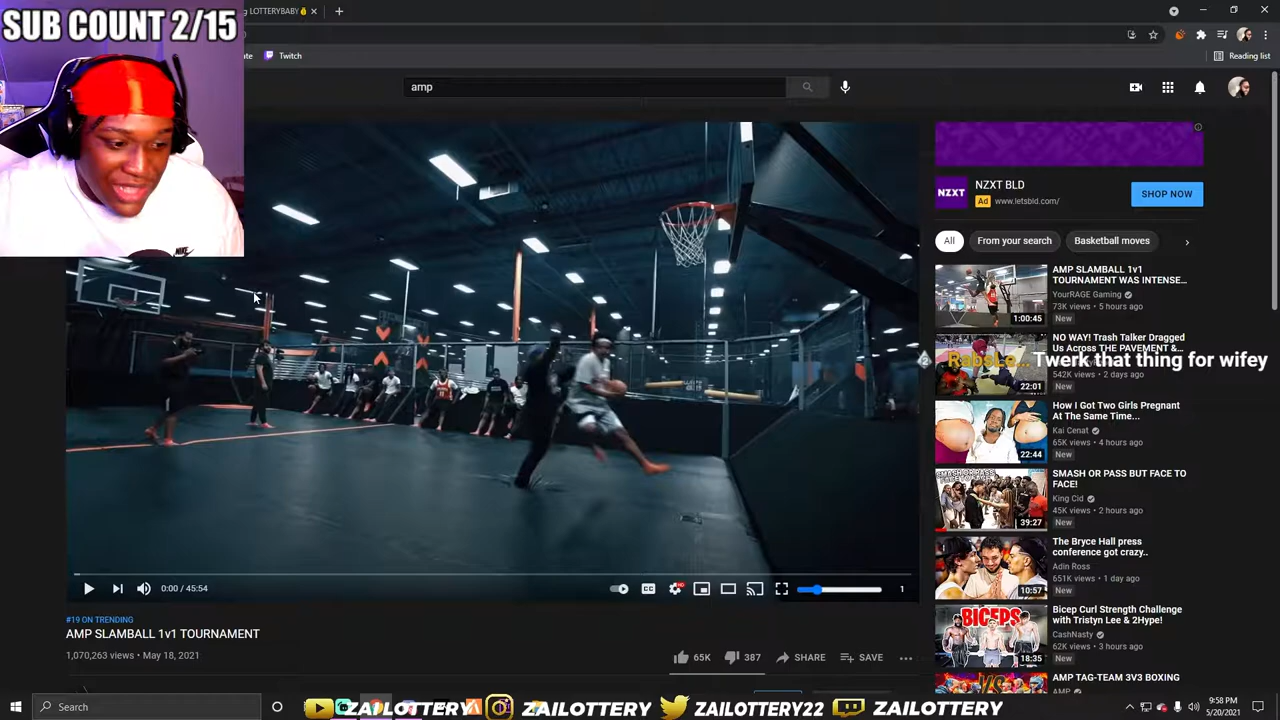 SUB COUNT 2/15
g LOTTERYBABY
Twitch
Reading list
amp
NZXT
NZXT BLD
Ad www.letsbld.com/
SHOP NOW
All
From your search
Basketball moves
AMP SLAMBALL 1v1
TOURNAMENT WAS INTENSE...
YourRAGE Gaming
73K views • 5 hours ago
New
1:00:45
NO WAY! Trash Talker Dragged
Us Across THE PAVEMENT &...
RabsLe... Twerk that thing for wifey
542K views • 2 days ago
New
22:01
How I Got Two Girls Pregnant
At The Same Time...
Kai Cenat
65K views • 4 hours ago
New
22:44
SMASH OR PASS BUT FACE TO
FACE!
King Cid
45K views • 2 hours ago
New
39:27
The Bryce Hall press
conference got crazy..
Adin Ross
651K views • 1 day ago
New
10:57
Bicep Curl Strength Challenge
with Tristyn Lee & 2Hype!
CashNasty
62K views • 3 hours ago
New
BICEPS
18:35
AMP TAG-TEAM 3V3 BOXING
AMP
0:00 / 45:54
CC
HD
1
#19 ON TRENDING
AMP SLAMBALL 1v1 TOURNAMENT
1,070,263 views • May 18, 2021
65K
387
SHARE
SAVE
Search
ZAILOTTERY
ZAILOTTERY
ZAILOTTERY22
ZAILOTTERY
9:58 PM
5/20/2021